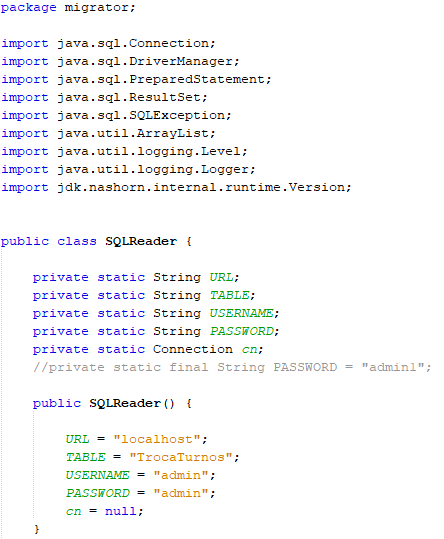 package migrator;
import java.sql.Connection;
import java.sql.DriverManager;
import java.sql.PreparedStatement;
import java.sql.ResultSet;
import java.sql.SQLException;
import java.util.ArrayList;
import java.util.logging.Level;
import java.util.logging.Logger;
import jdk.nashorn.internal.runtime.Version;
public class SQLReader {
private static String URL;
private static String TABLE;
private static String USERNAME;
private static String PASSWORD;
private static Connection cn;
//private static final String PASSWORD = "admin1";
public SQLReader() {
URL = "localhost";
TABLE = "TrocaTurnos";
USERNAME = "admin";
PASSWORD = "admin";
cn = null;
}